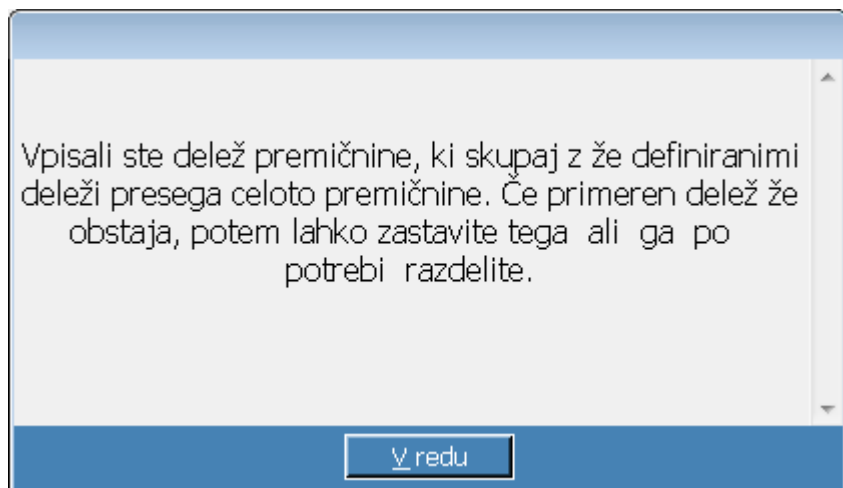 Vpisali ste delež premičnine, ki skupaj z že definiranimi
deleži presega celoto premičnine. Če primeren delež že
obstaja, potem lahko zastavite tega ali ga po
potrebi razdelite.
V redu